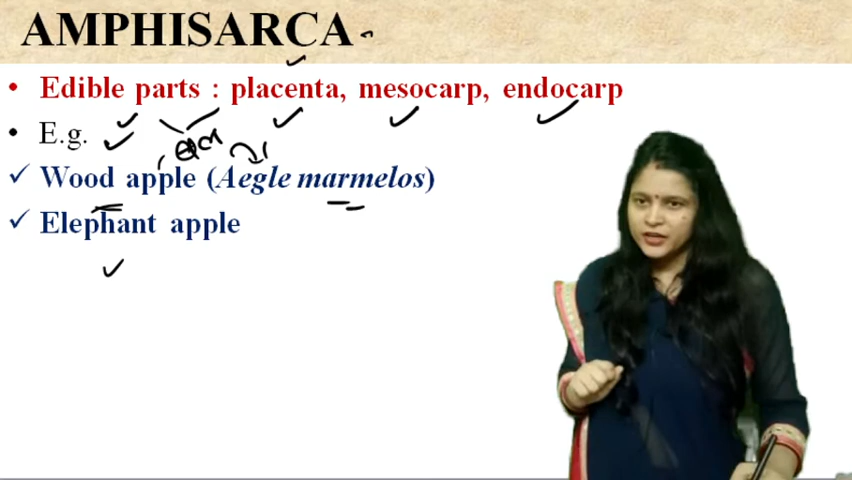 AMPHISARCA
• Edible parts : placenta, mesocarp, endocarp
• E.g.
✓ Wood apple (Aegle marmelos)
✓ Elephant apple